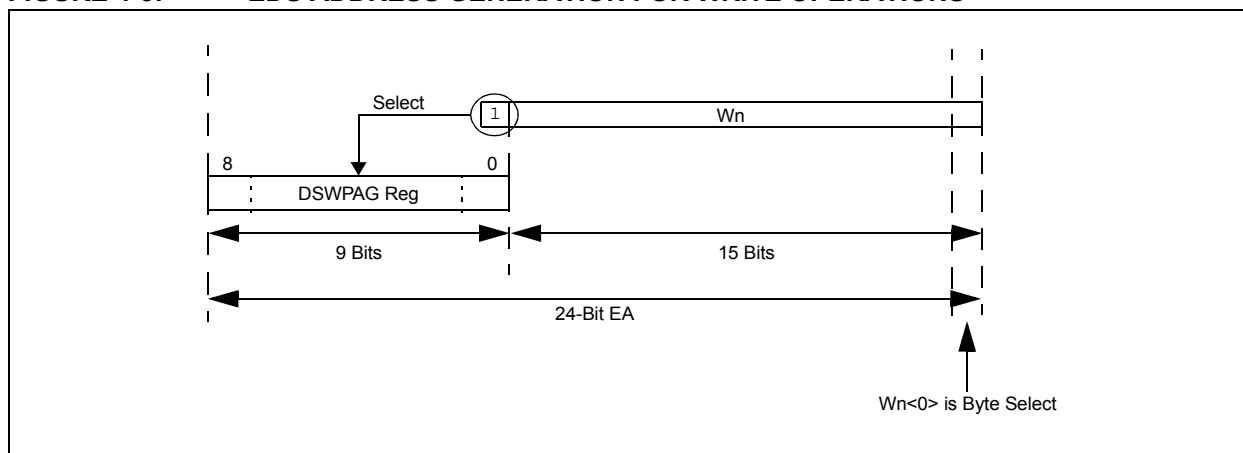 Select
1
Wn
8
0
DSWPAG Reg
9 Bits
15 Bits
24-Bit EA
Wn<0> is Byte Select